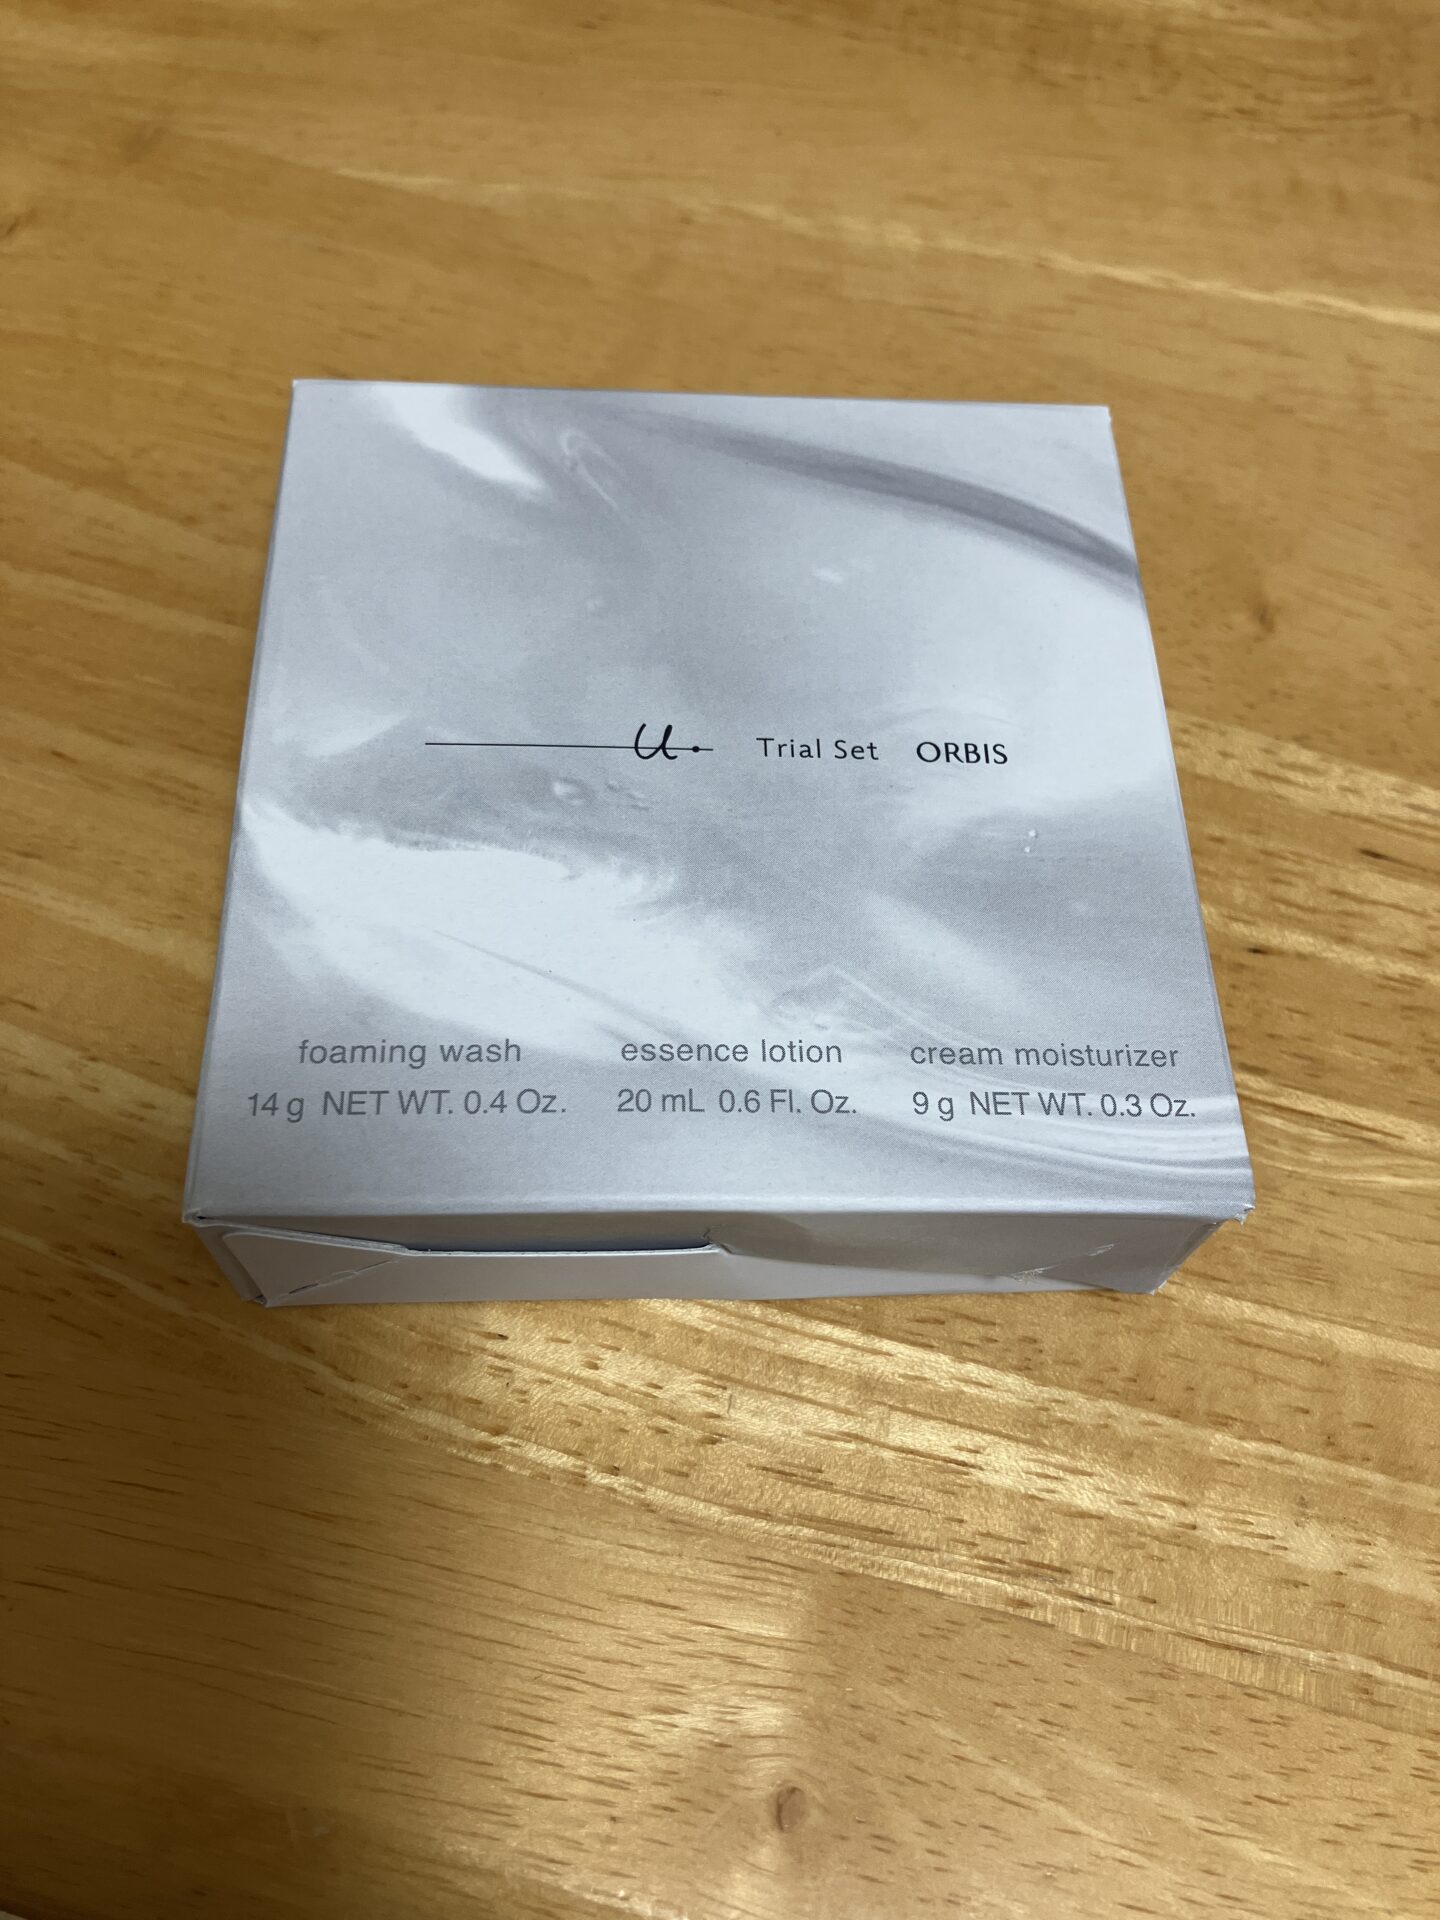 u. Trial Set ORBIS
foaming wash essence lotion cream moisturizer
14 g NET WT. 0.4 Oz. 20 mL 0.6 Fl. Oz. 9 g NET WT. 0.3 Oz.